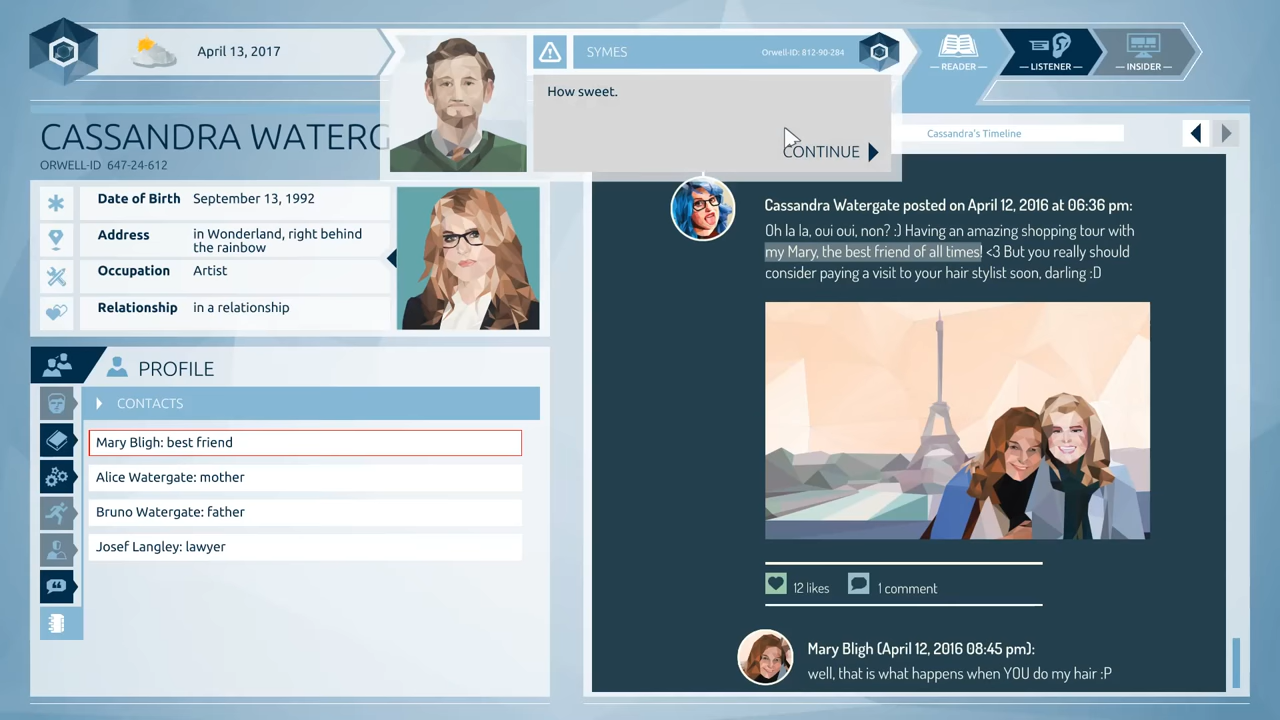 April 13, 2017
SYMES
Orwell-ID: 812-90-284
How sweet.
CONTINUE
READER
LISTENER
INSIDER
CASSANDRA WATERG
ORWELL-ID 647-24-612
Date of Birth September 13, 1992
Address in Wonderland, right behind
the rainbow
Occupation Artist
Relationship in a relationship
PROFILE
CONTACTS
Mary Bligh: best friend
Alice Watergate: mother
Bruno Watergate: father
Josef Langley: lawyer
Cassandra's Timeline
Cassandra Watergate posted on April 12, 2016 at 06:36 pm:
Oh la la, oui oui, non? :) Having an amazing shopping tour with
my Mary, the best friend of all times! <3 But you really should
consider paying a visit to your hair stylist soon, darling :D
12 likes
1 comment
Mary Bligh (April 12, 2016 08:45 pm):
well, that is what happens when YOU do my hair :P